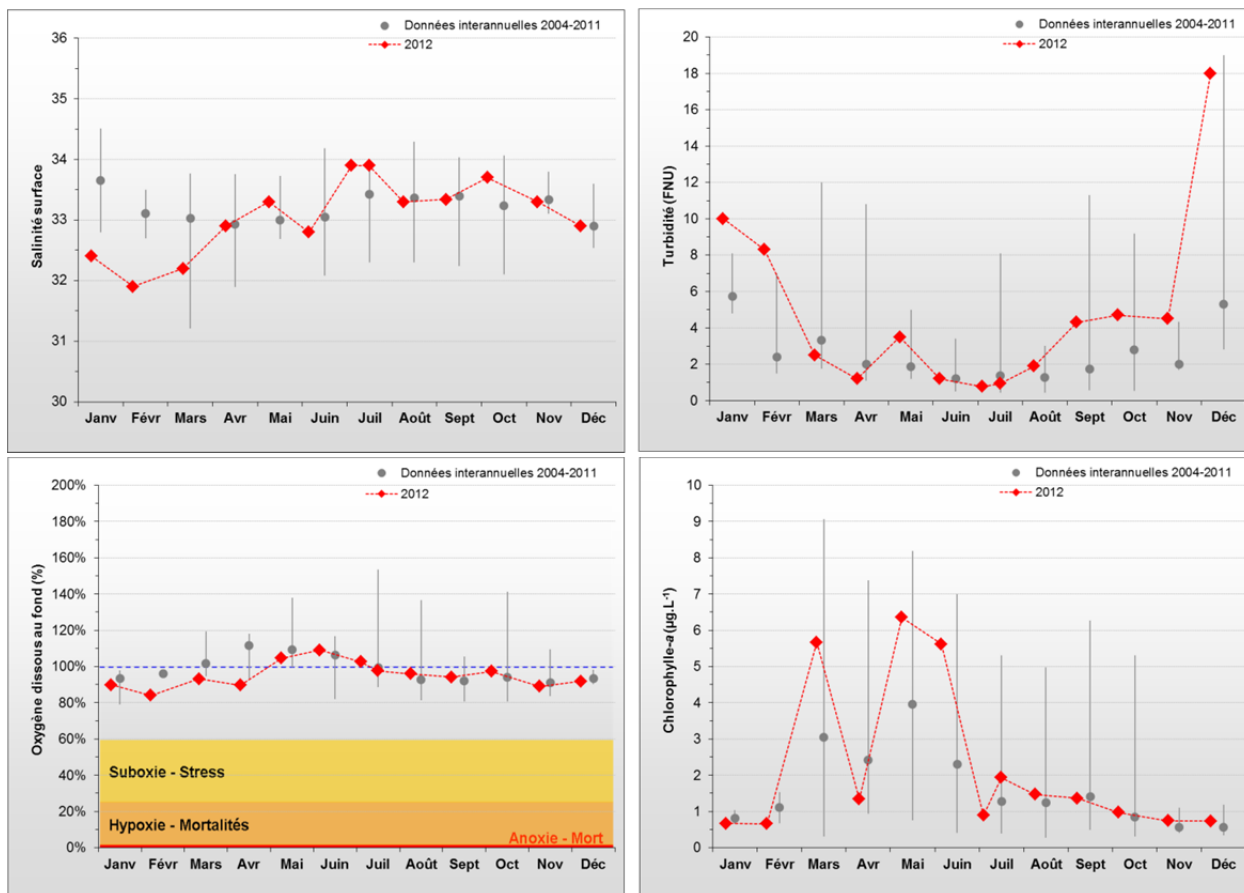 Données interannuelles 2004-2011
2012
Salinité surface
36
35
34
33
32
31
30
Janv Févr Mars Avr Mai Juin Juil Août Sept Oct Nov Déc
Données interannuelles 2004-2011
2012
Turbidité (FNU)
20
18
16
14
12
10
8
6
4
2
0
Janv Févr Mars Avr Mai Juin Juil Août Sept Oct Nov Déc
Données interannuelles 2004-2011
2012
Oxygène dissous au fond (%)
200%
180%
160%
140%
120%
100%
80%
60%
40%
20%
0%
Suboxie - Stress
Hypoxie - Mortalités
Anoxie - Mort
Janv Févr Mars Avr Mai Juin Juil Août Sept Oct Nov Déc
Données interannuelles 2004-2011
2012
Chlorophylle-a (µg.L⁻¹)
10
9
8
7
6
5
4
3
2
1
0
Janv Févr Mars Avr Mai Juin Juil Août Sept Oct Nov Déc